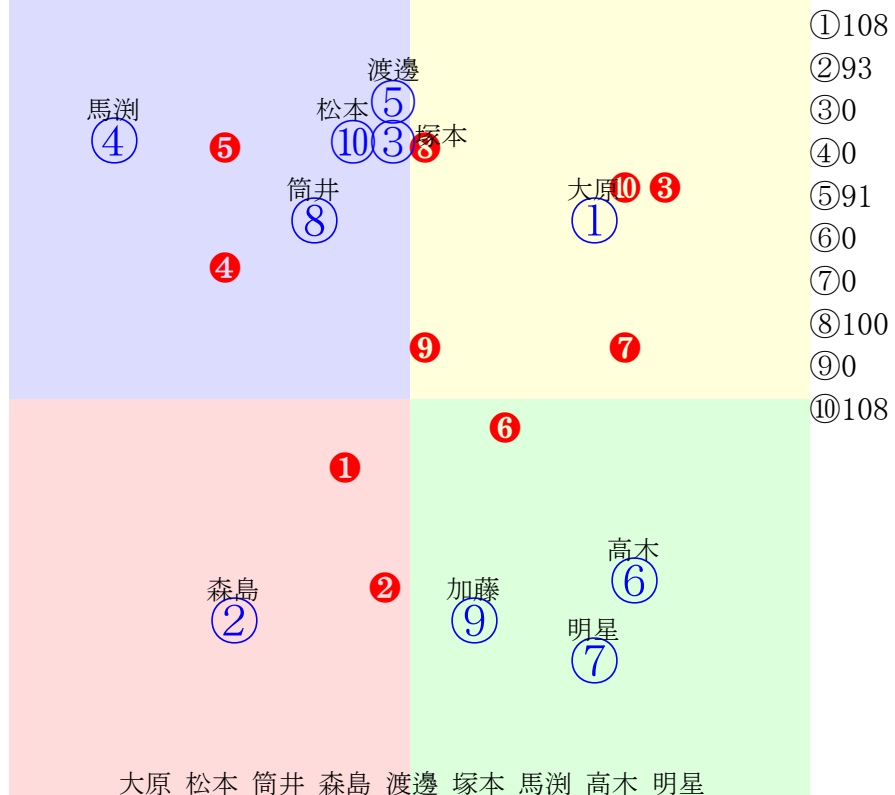 ①108
②93
③0
④0
⑤91
⑥0
⑦0
⑧100
⑨0
⑩108
渡邊
⑤
馬渕
④
松本
⑩
③
塚本
❺
❽
筒井
⑧
大原
①
❿
❸
❹
❾
❼
❻
❶
❷
森島
②
加藤
⑨
高木
⑥
明星
⑦
大原 松本 筒井 森島 渡邊 塚本 馬渕 高木 明星